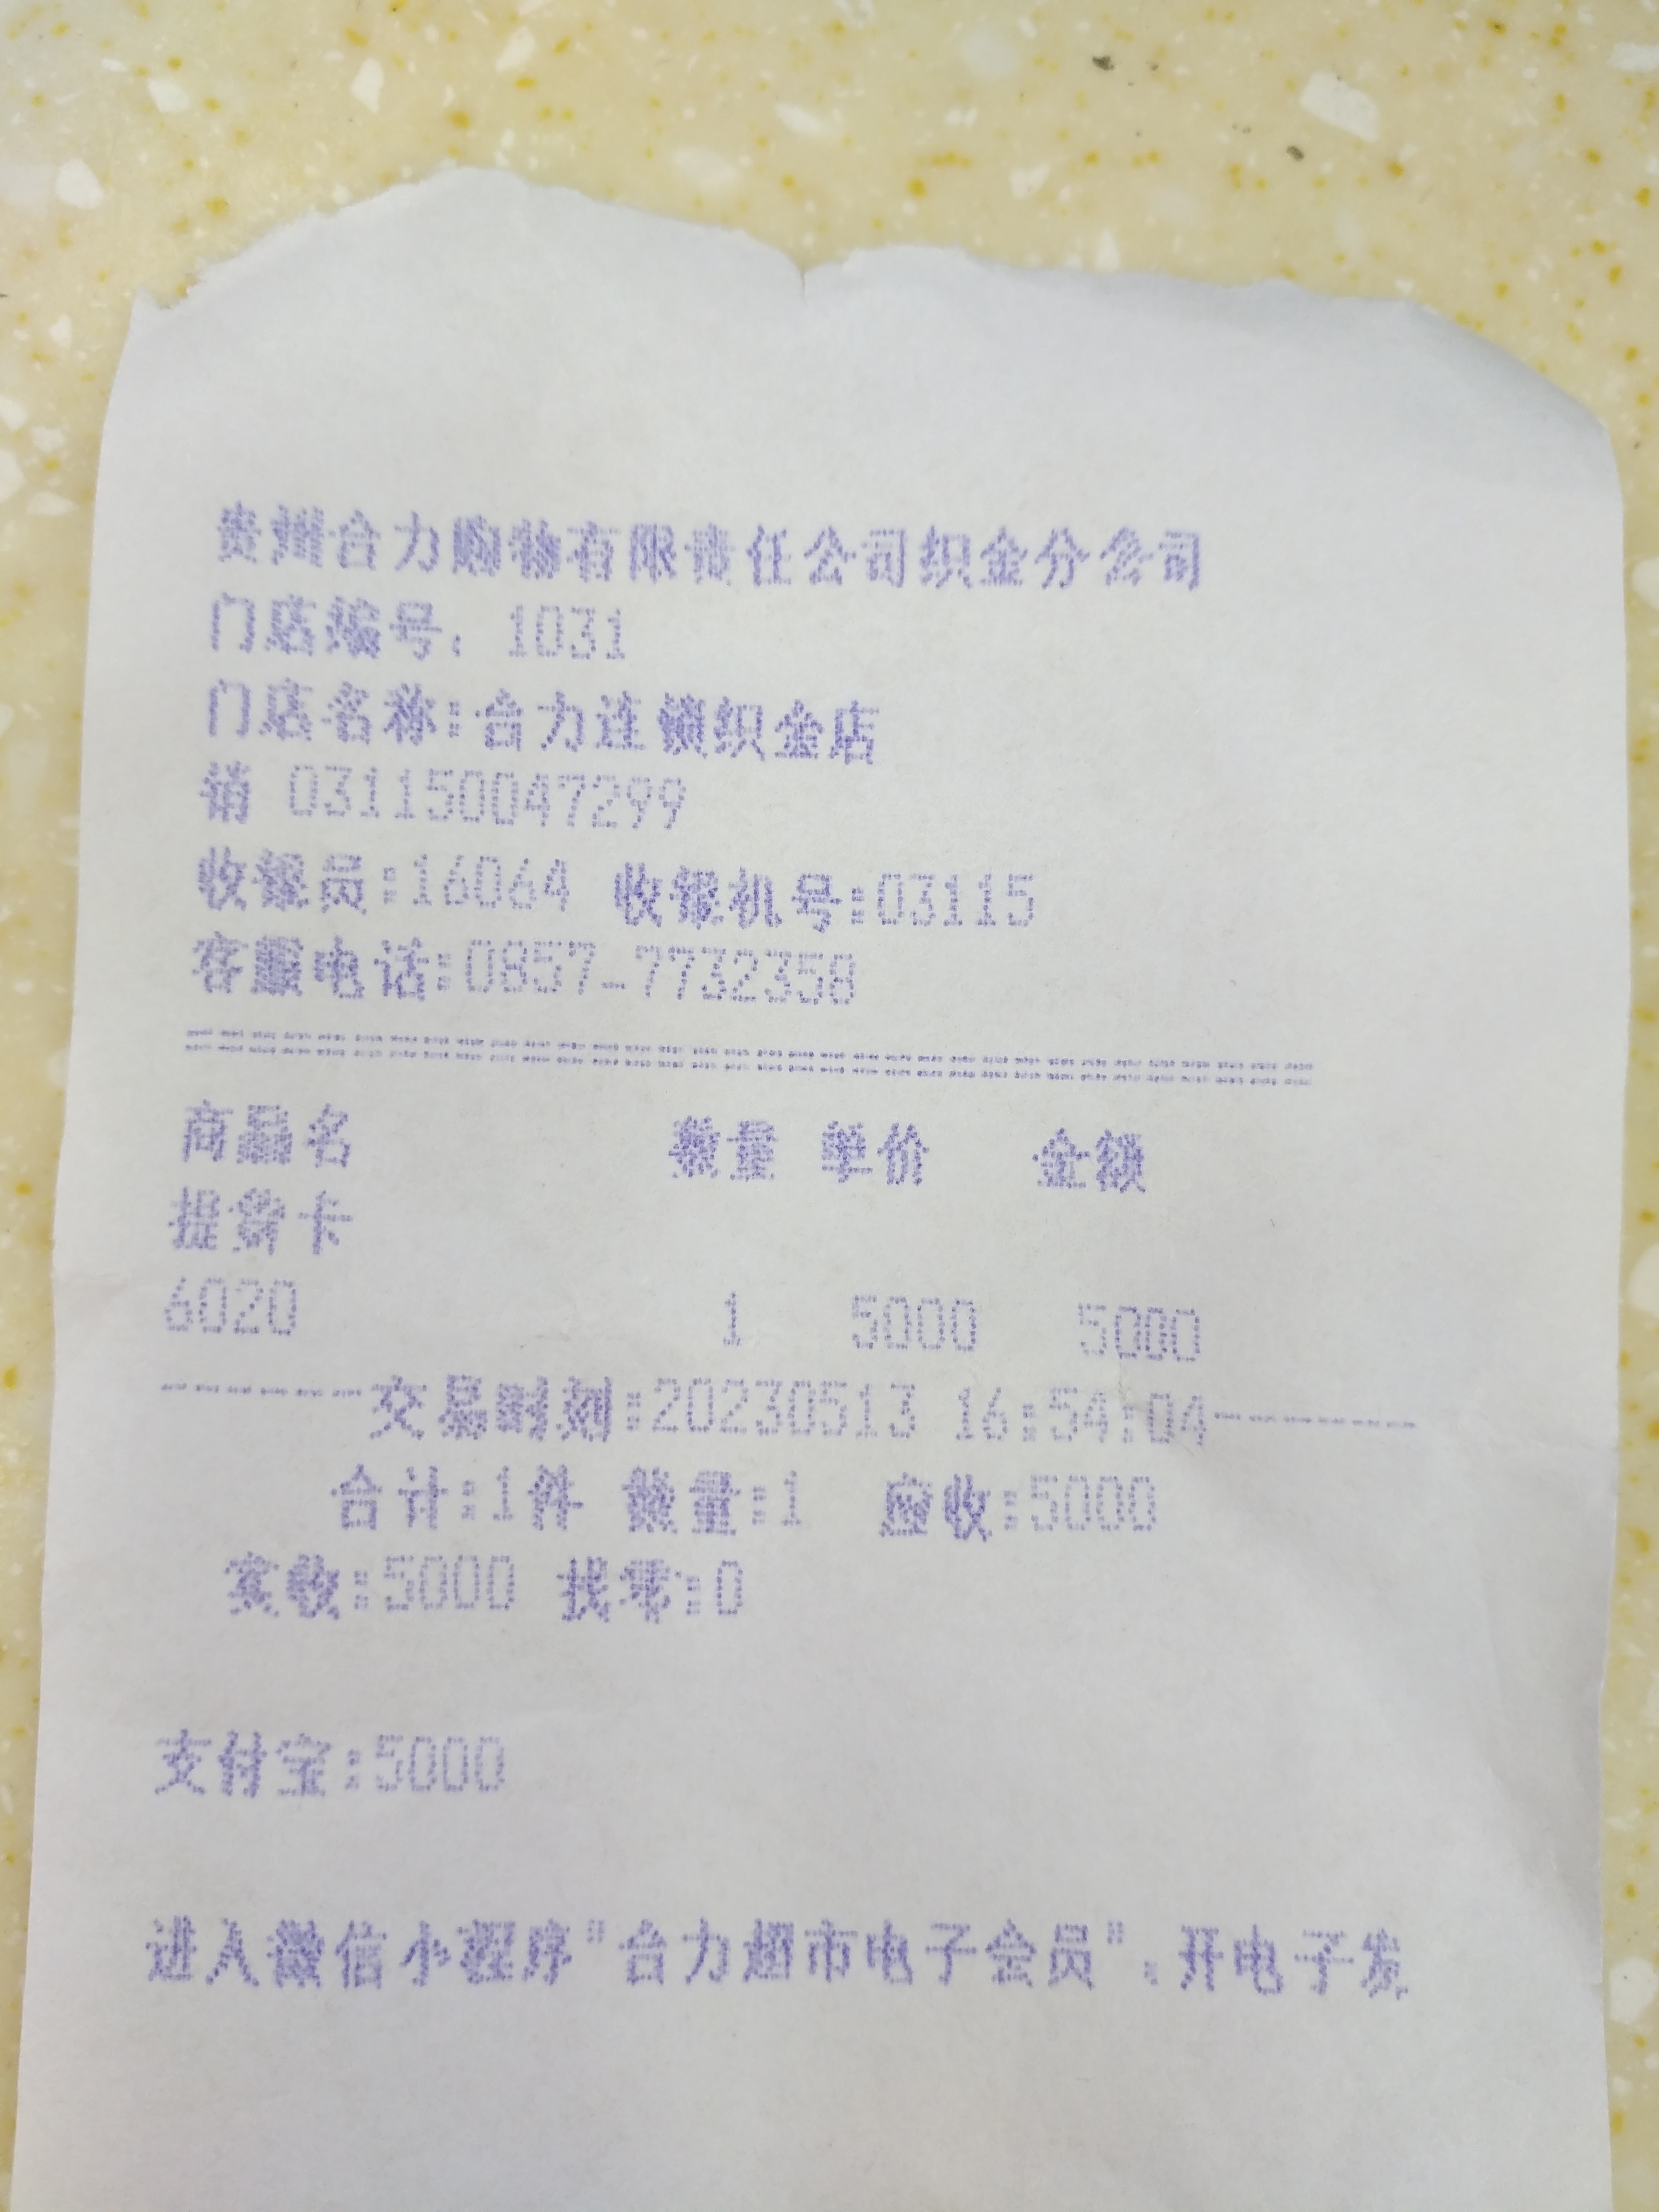 贵州合力购物有限责任公司织金分公司
门店编号: 1031
门店名称:合力连锁织金店
销 031150047299
收银员:16064 收银机号:03115
客服电话:0857-7732358
================================
商品名 数量 单价 金额
提货卡
6020 1 5000 5000
------交易时刻:20230513 16:54:04------
合计:1件 数量:1 应收:5000
实收:5000 找零:0
支付宝:5000
进入微信小程序"合力超市电子会员",开电子发